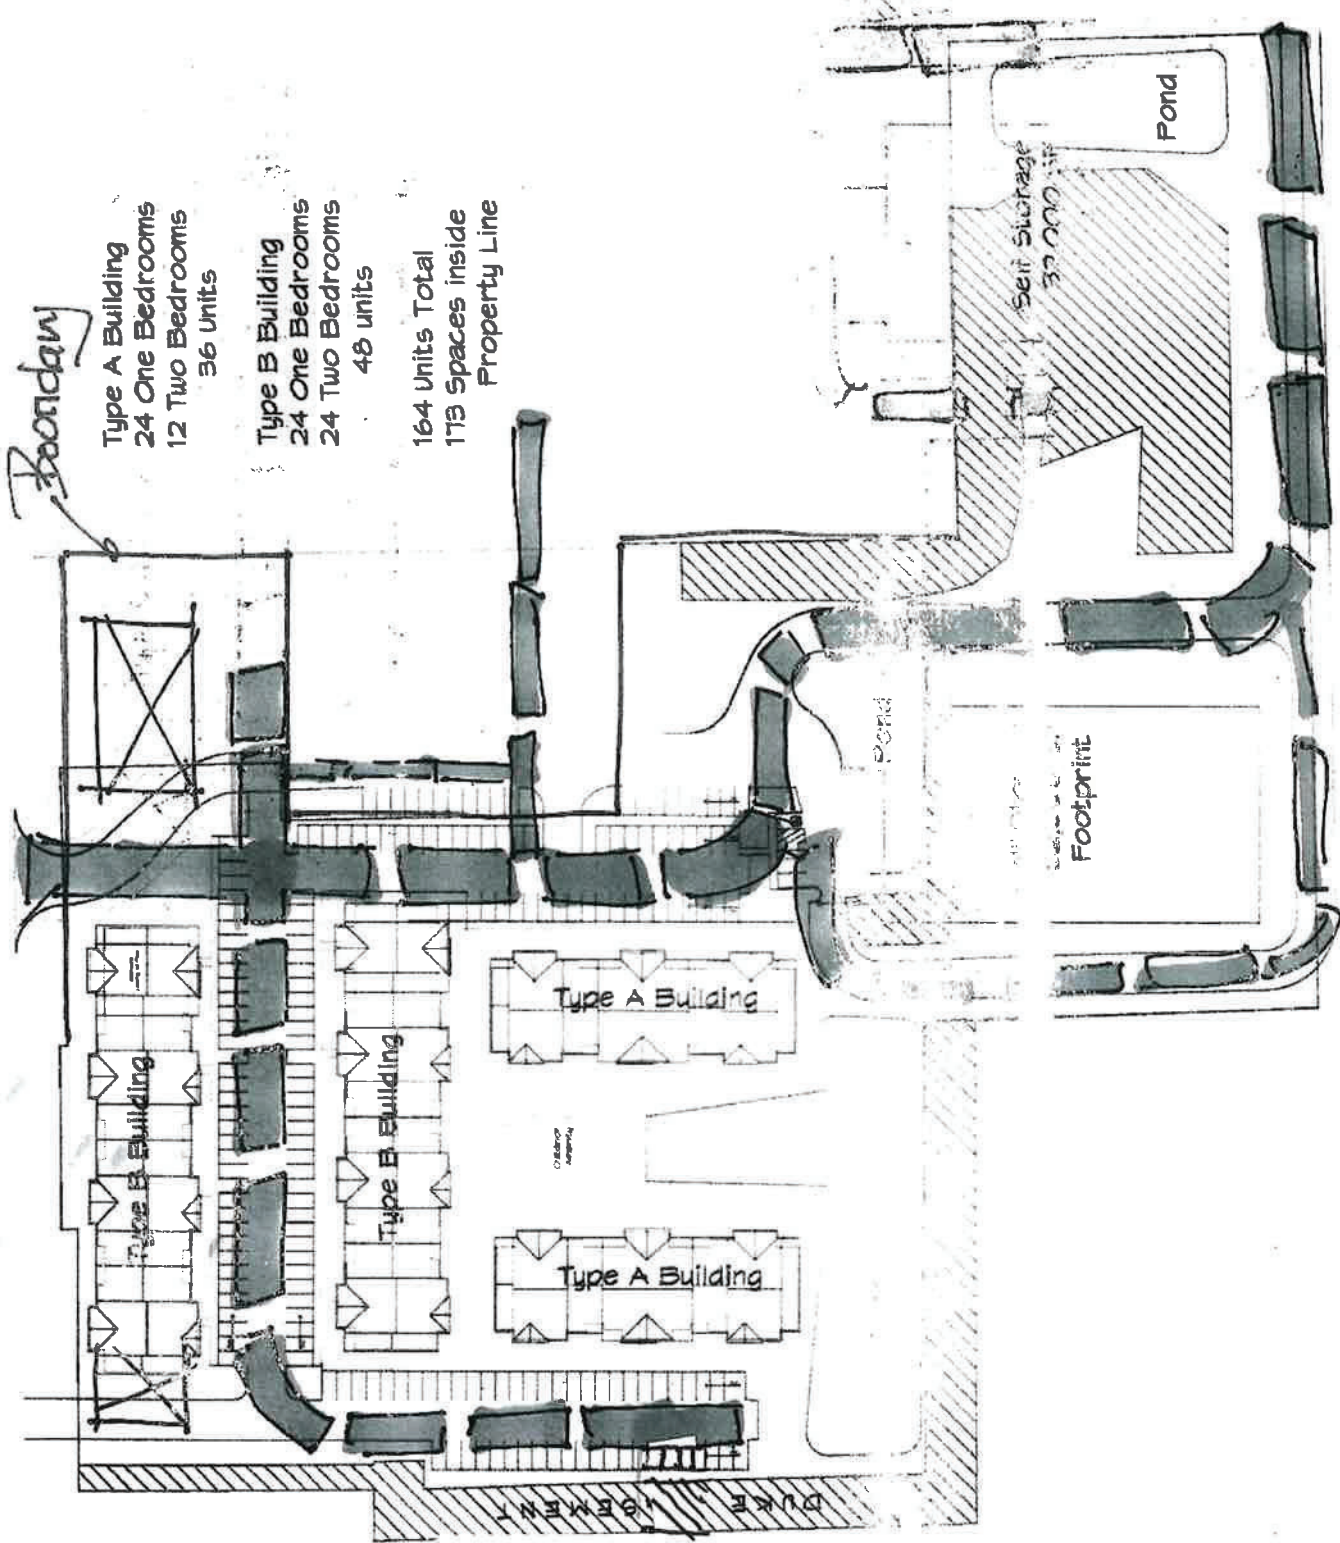 Boundary
Type A Building
24 One Bedrooms
12 Two Bedrooms
36 Units
Type B Building
24 One Bedrooms
24 Two Bedrooms
48 units
164 Units Total
173 Spaces inside
Property Line
Type B Building
Type B Building
Type A Building
Type A Building
Pond
Self Storage
Pond
Footprint
DUKE